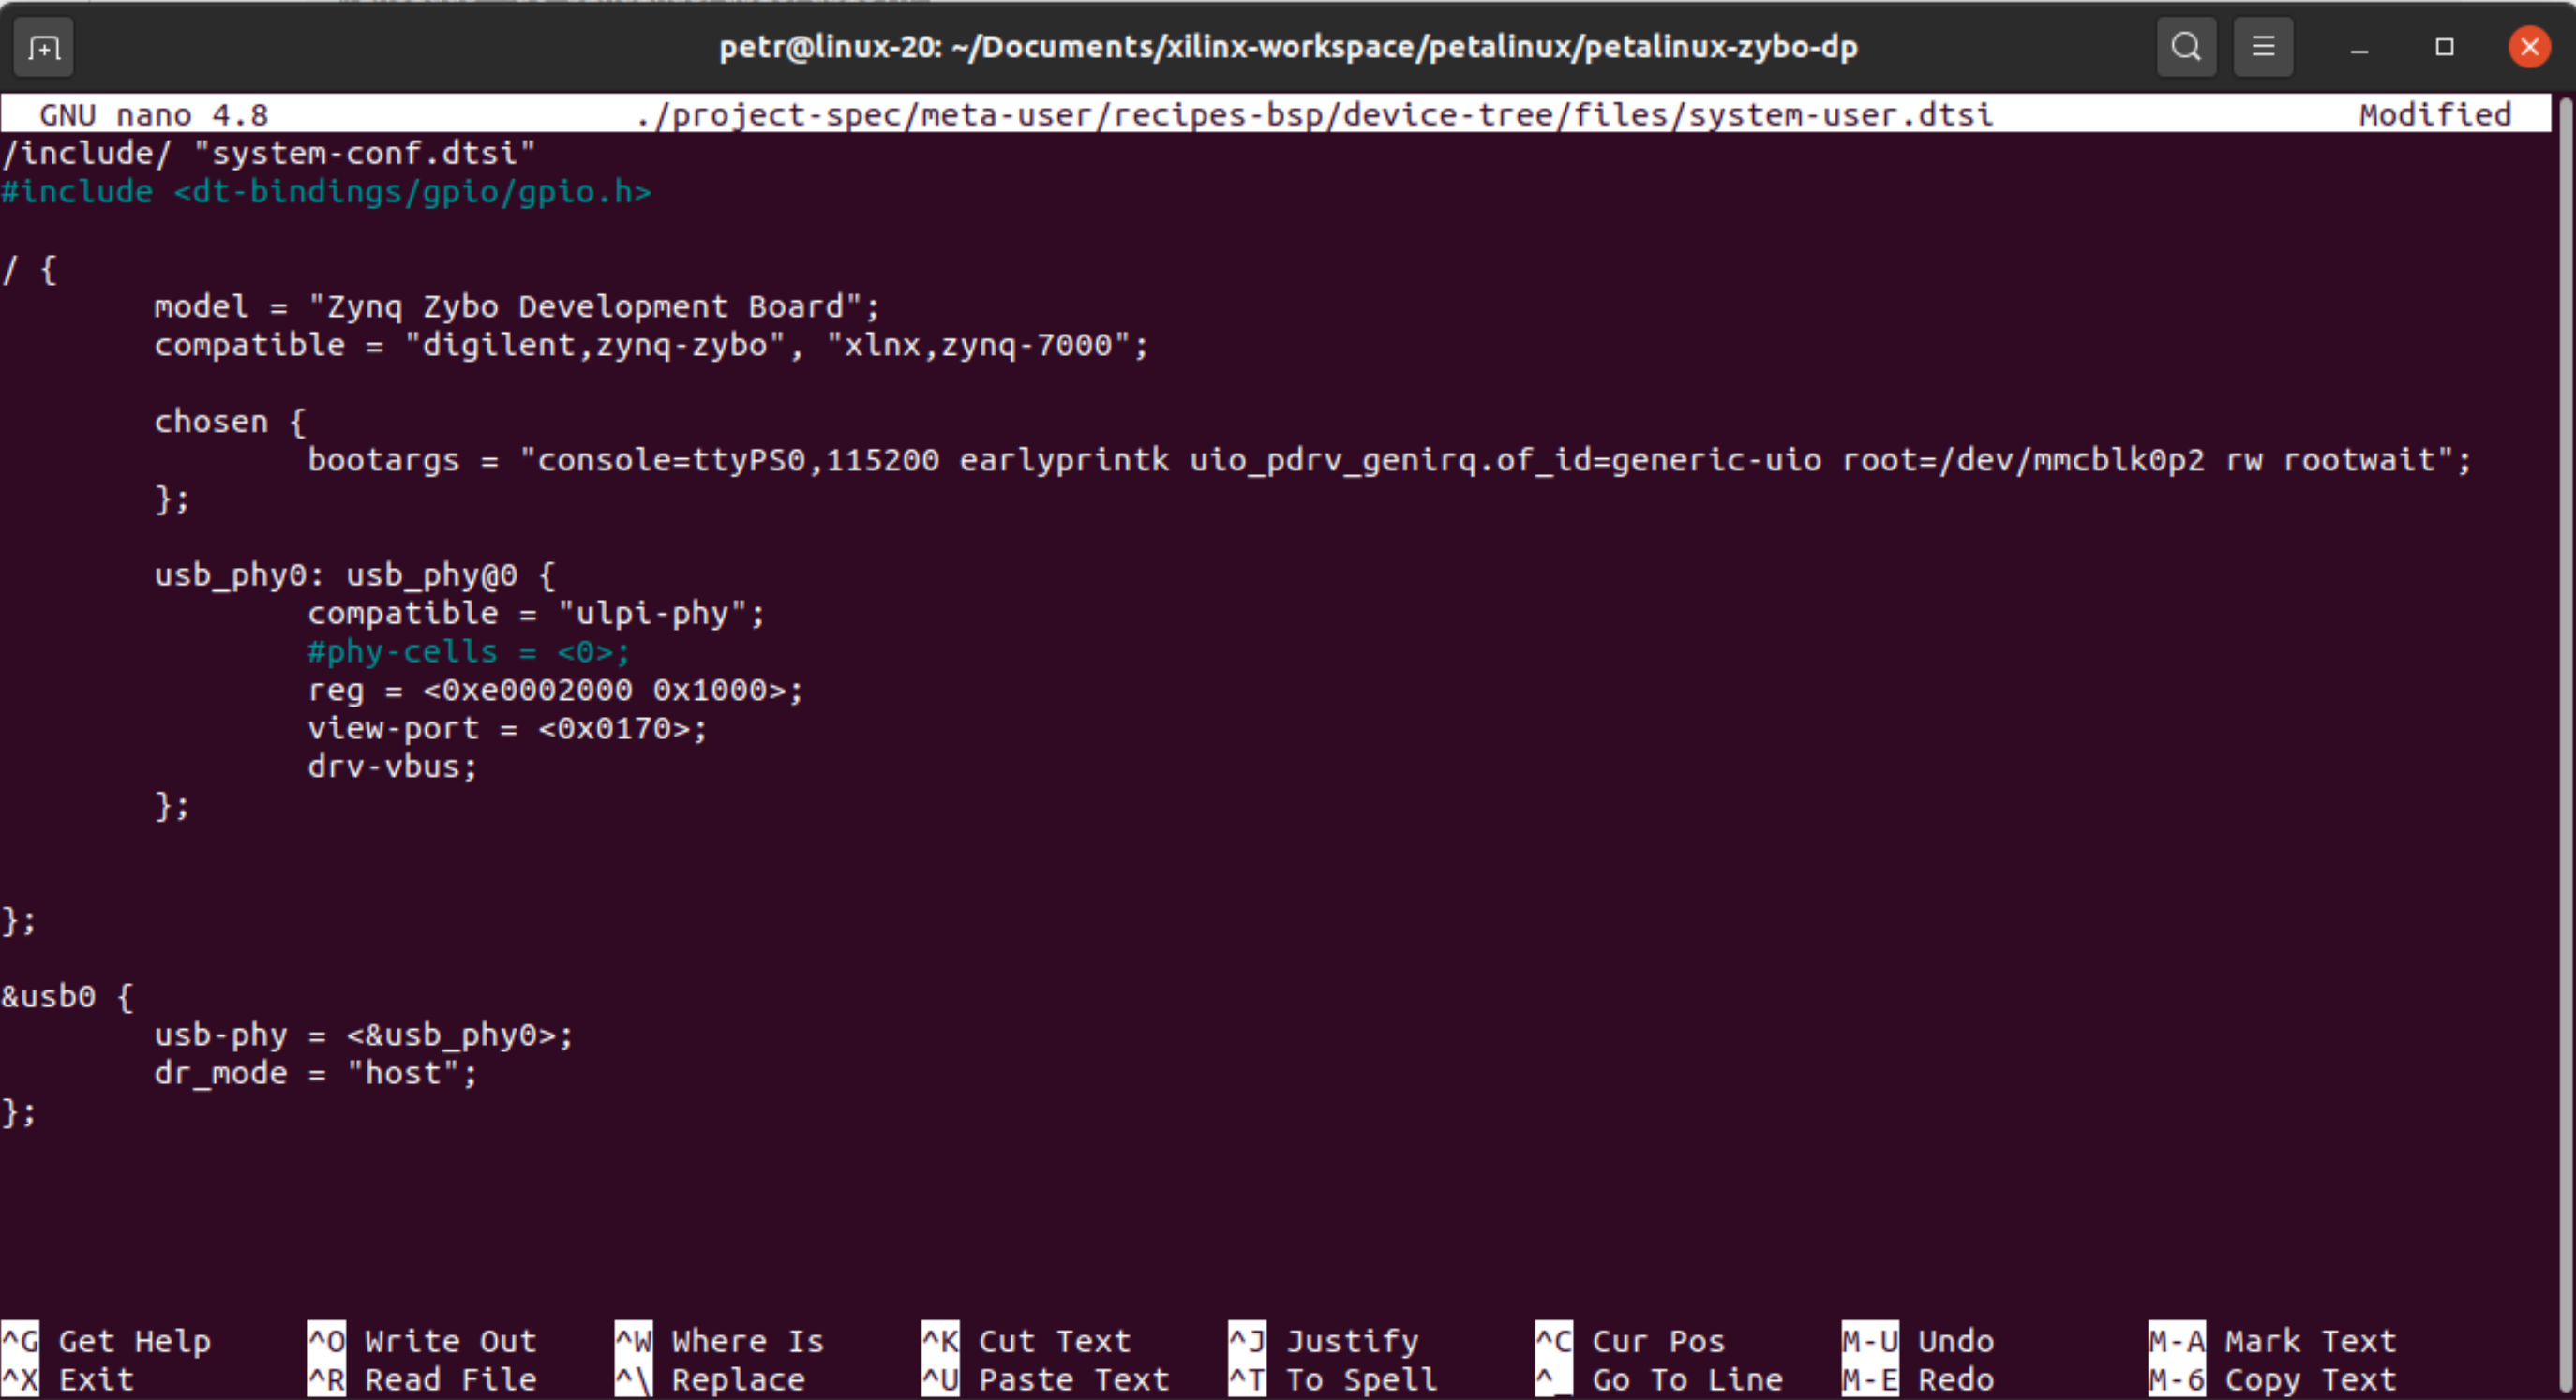 petr@linux-20: ~/Documents/xilinx-workspace/petalinux/petalinux-zybo-dp
GNU nano 4.8 ./project-spec/meta-user/recipes-bsp/device-tree/files/system-user.dtsi Modified
/include/ "system-conf.dtsi"
#include <dt-bindings/gpio/gpio.h>
/ {
model = "Zynq Zybo Development Board";
compatible = "digilent,zynq-zybo", "xlnx,zynq-7000";
chosen {
bootargs = "console=ttyPS0,115200 earlyprintk uio_pdrv_genirq.of_id=generic-uio root=/dev/mmcblk0p2 rw rootwait";
};
usb_phy0: usb_phy@0 {
compatible = "ulpi-phy";
#phy-cells = <0>;
reg = <0xe0002000 0x1000>;
view-port = <0x0170>;
drv-vbus;
};
};
&usb0 {
usb-phy = <&usb_phy0>;
dr_mode = "host";
};
^G Get Help ^O Write Out ^W Where Is ^K Cut Text ^J Justify ^C Cur Pos M-U Undo M-A Mark Text
^X Exit ^R Read File ^\ Replace ^U Paste Text ^T To Spell ^_ Go To Line M-E Redo M-6 Copy Text